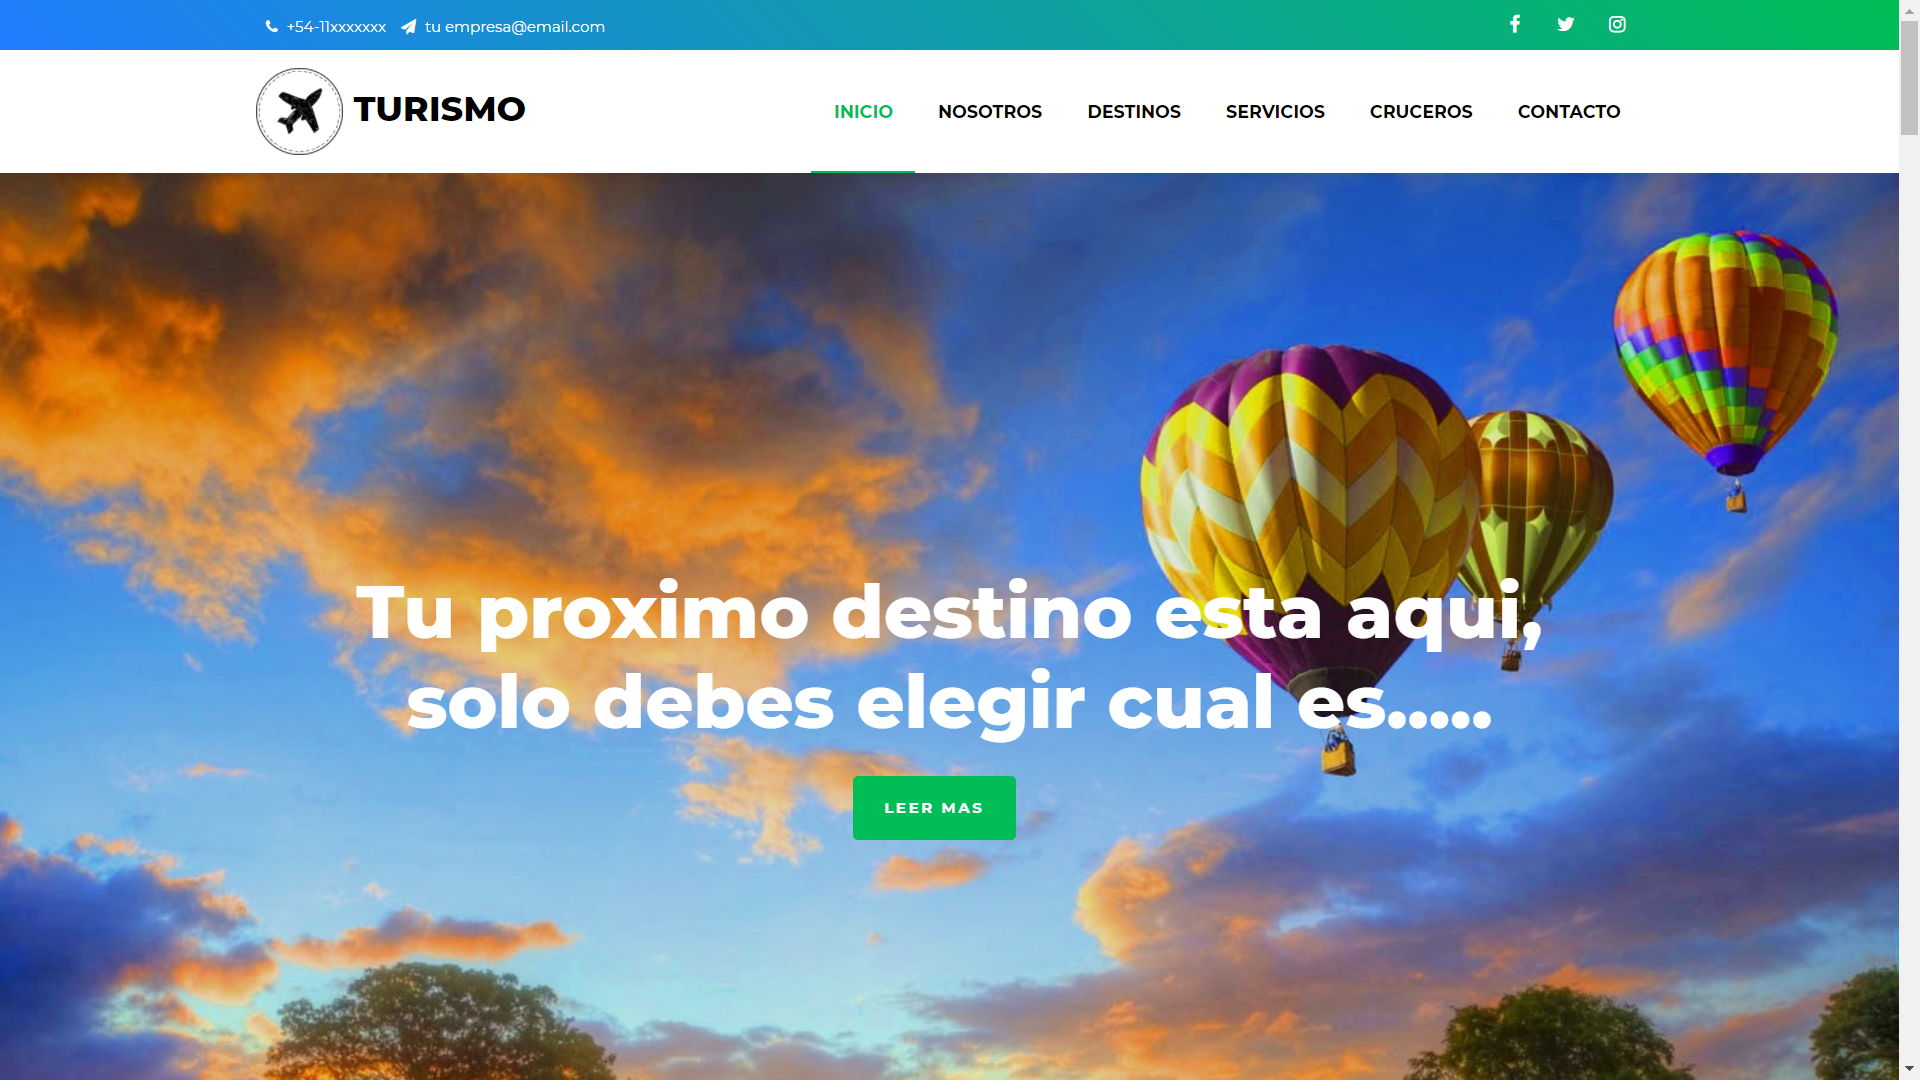 +54-11xxxxxxx tu empresa@email.com
TURISMO
INICIO NOSOTROS DESTINOS SERVICIOS CRUCEROS CONTACTO
Tu proximo destino esta aqui,
solo debes elegir cual es.....
LEER MAS